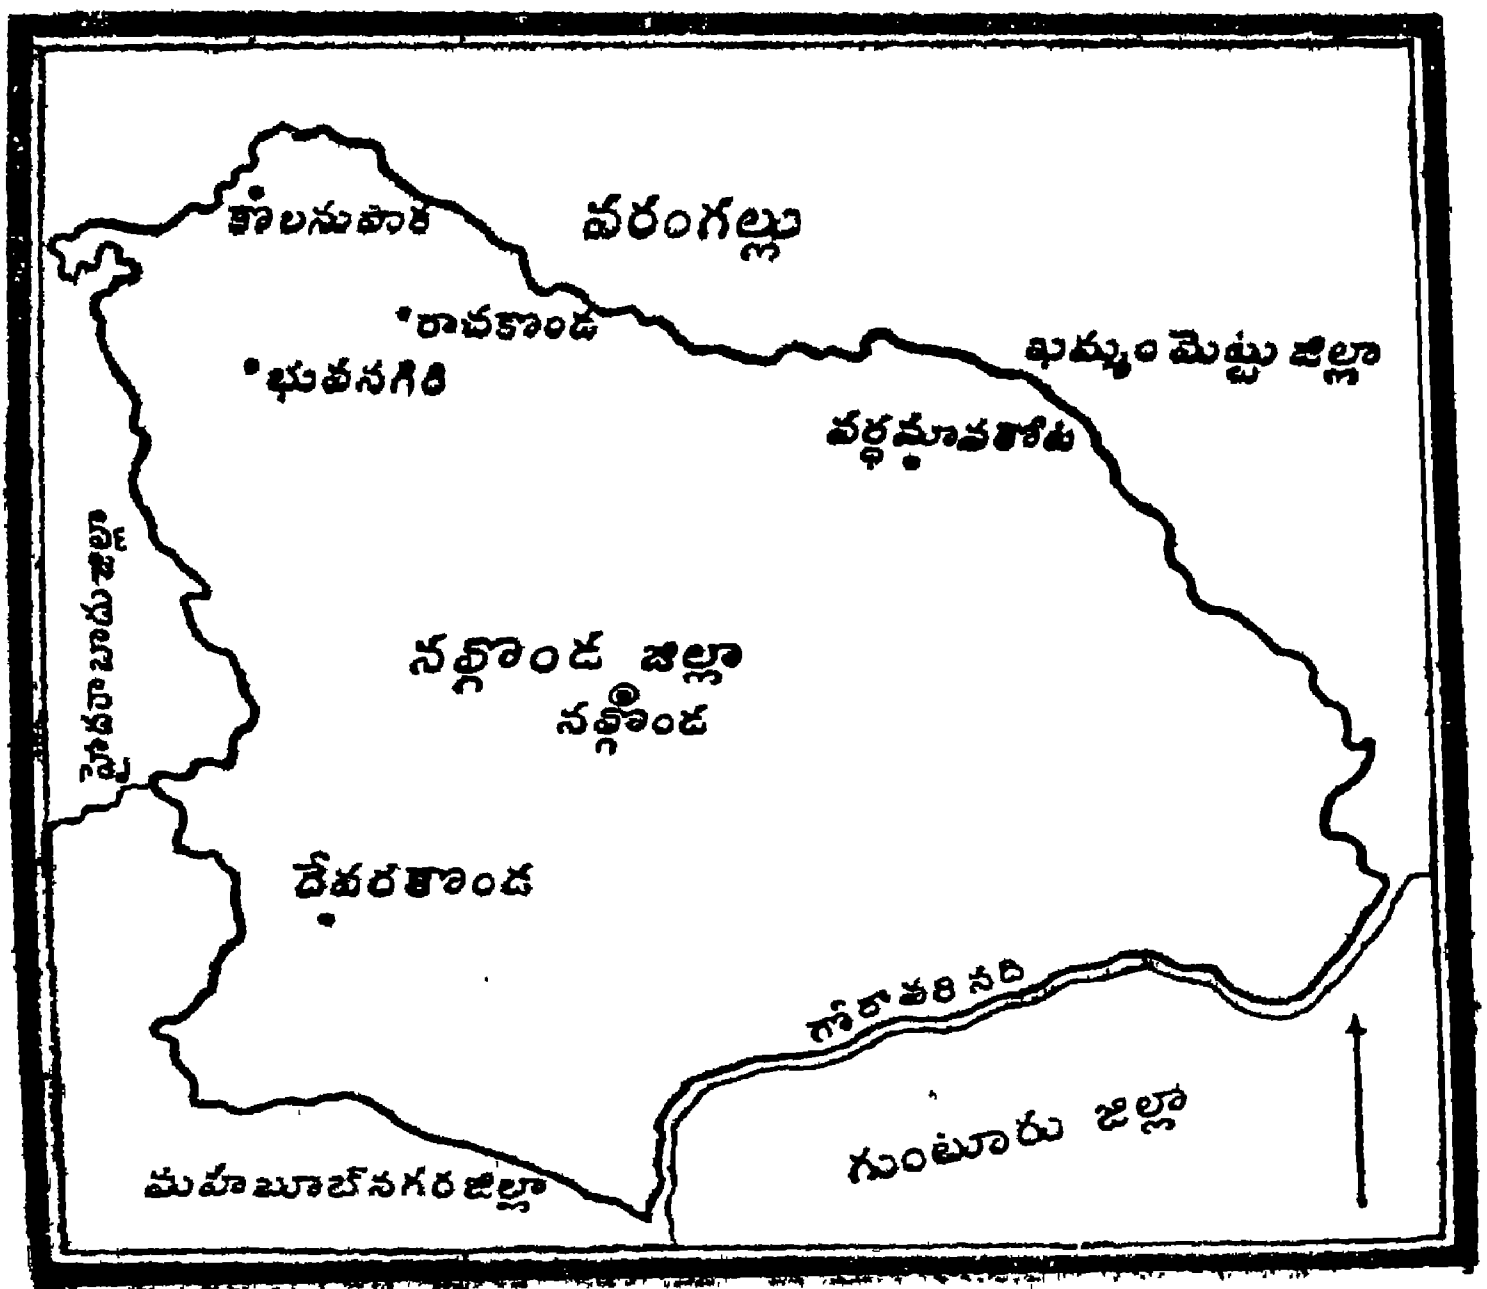 కొలనుపాక
వరంగల్లు
రాచకొండ
భువనగిరి
ఖమ్మం మెట్టు జిల్లా
వర్ధమానకోట
హైదరాబాదు జిల్లా
నల్గొండ జిల్లా
నల్గొండ
దేవరకొండ
గోదావరి నది
గుంటూరు జిల్లా
మహబూబ్‌నగర జిల్లా